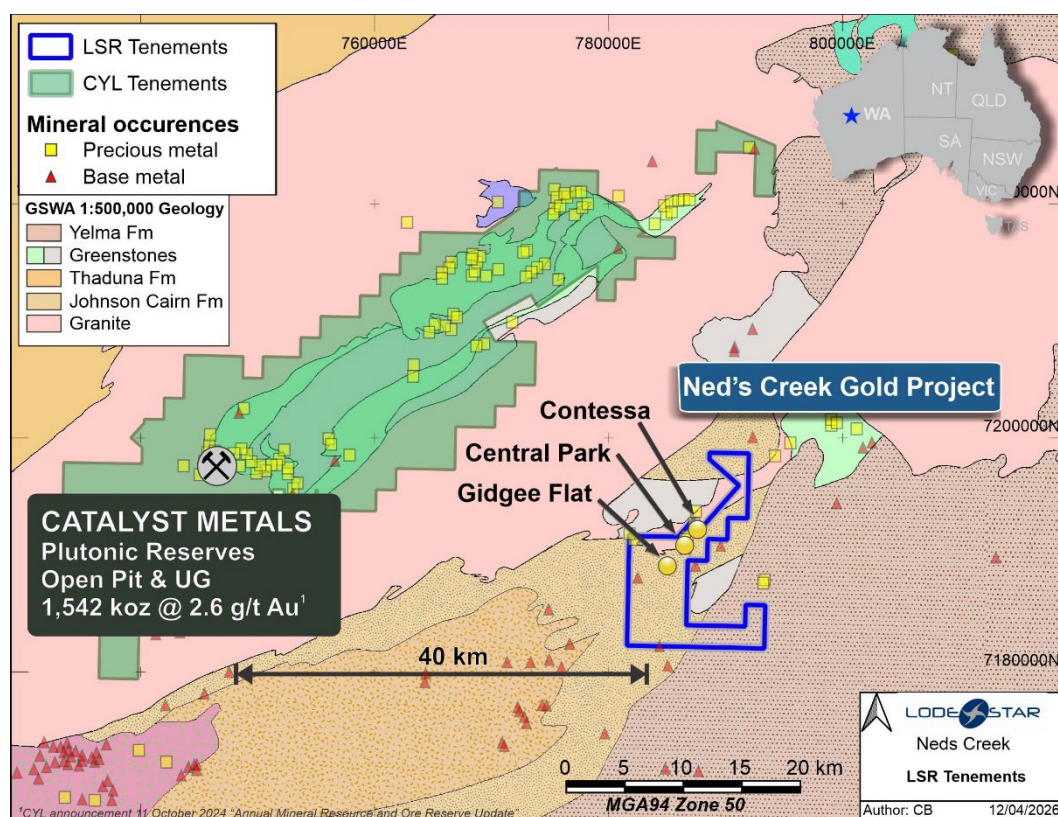 LSR Tenements
CYL Tenements
Mineral occurences
Precious metal
Base metal
GSWA 1:500,000 Geology
Yelma Fm
Greenstones
Thaduna Fm
Johnson Cairn Fm
Granite
760000E
780000E
800000E
WA
NT
QLD
SA
NSW
VIC
TAS
0000N
Ned's Creek Gold Project
Contessa
Central Park
Gidgee Flat
7200000N
CATALYST METALS
Plutonic Reserves
Open Pit & UG
1,542 koz @ 2.6 g/t Au¹
40 km
7180000N
0 5 10 15 20 km
MGA94 Zone 50
LODESTAR
Neds Creek
LSR Tenements
Author: CB 12/04/2026
¹CYL announcement 11 October 2024 "Annual Mineral Resource and Ore Reserve Update"